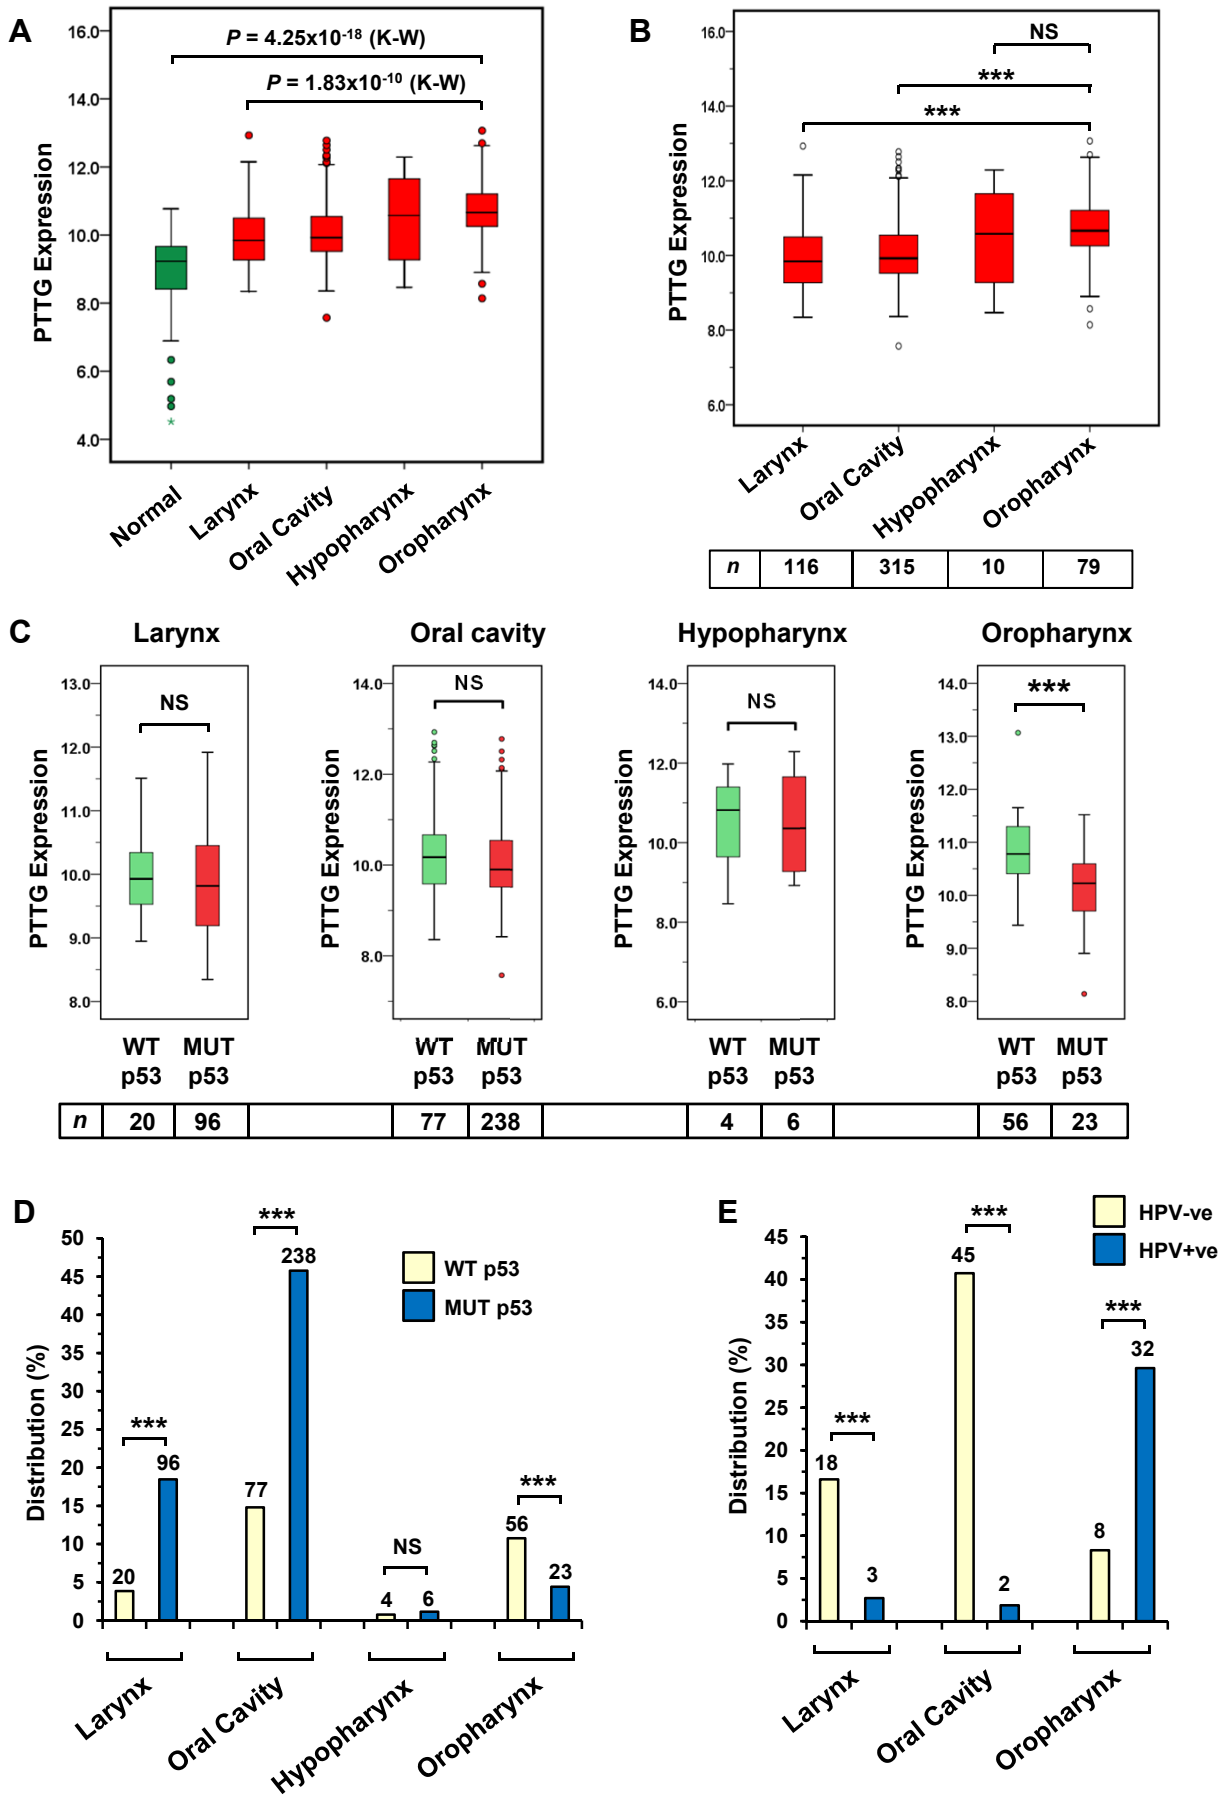 A
P = 4.25x10-18 (K-W)
P = 1.83x10-10 (K-W)
PTTG Expression
16.0
14.0
12.0
10.0
8.0
6.0
4.0
Normal
Larynx
Oral Cavity
Hypopharynx
Oropharynx
B
NS
***
***
PTTG Expression
16.0
14.0
12.0
10.0
8.0
6.0
Larynx
Oral Cavity
Hypopharynx
Oropharynx
n 116 315 10 79
C
Larynx
NS
PTTG Expression
13.0
12.0
11.0
10.0
9.0
8.0
WT p53
MUT p53
Oral cavity
NS
PTTG Expression
14.0
12.0
10.0
8.0
WT p53
MUT p53
Hypopharynx
NS
PTTG Expression
14.0
12.0
10.0
8.0
6.0
WT p53
MUT p53
Oropharynx
***
PTTG Expression
14.0
13.0
12.0
11.0
10.0
9.0
8.0
WT p53
MUT p53
n 20 96 77 238 4 6 56 23
D
Distribution (%)
50
45
40
35
30
25
20
15
10
5
0
WT p53
MUT p53
***
20
96
***
77
238
NS
4
6
***
56
23
Larynx
Oral Cavity
Hypopharynx
Oropharynx
E
HPV-ve
HPV+ve
Distribution (%)
45
40
35
30
25
20
15
10
5
0
***
18
3
***
45
2
***
8
32
Larynx
Oral Cavity
Oropharynx